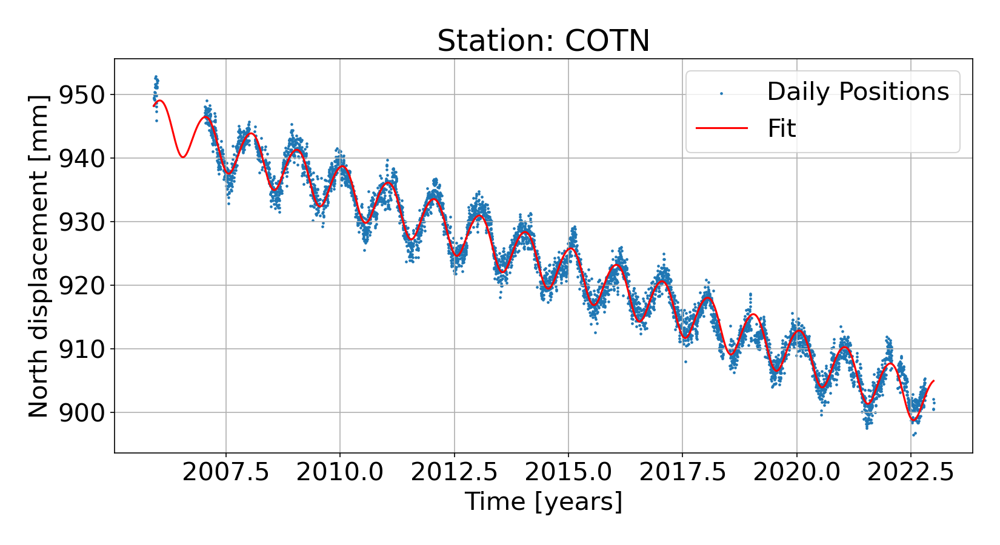 Station: COTN
Daily Positions
Fit
North displacement [mm]
950
940
930
920
910
900
2007.5 2010.0 2012.5 2015.0 2017.5 2020.0 2022.5
Time [years]